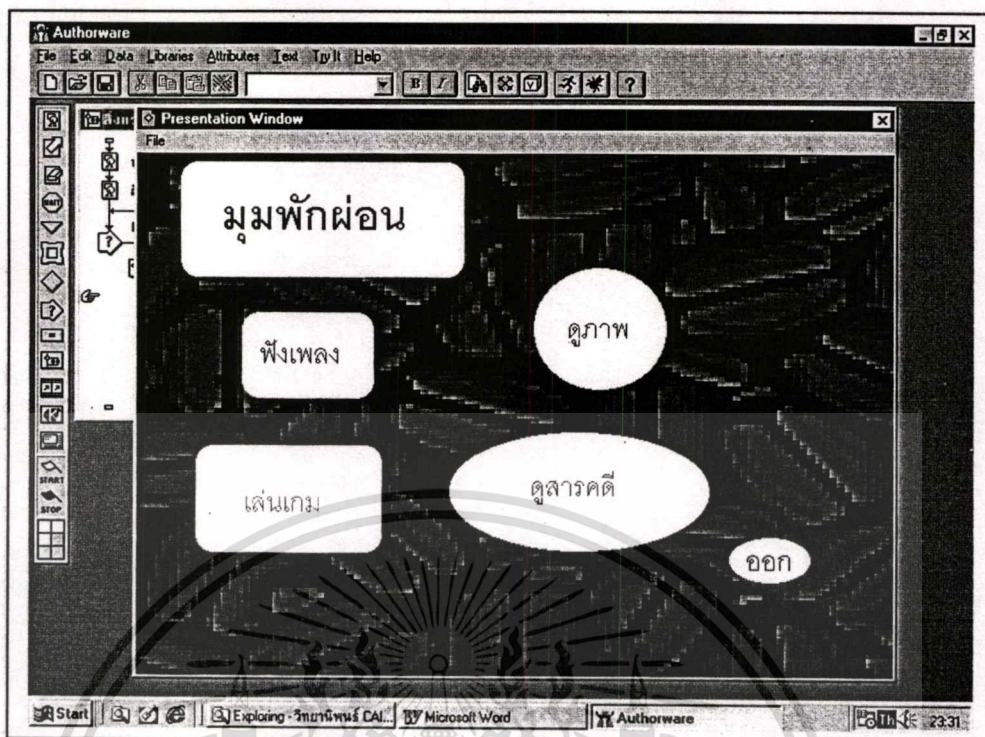 Authorware
File Edit Data Libraries Attributes Text Try It Help
B I ?
Presentation Window
File
มุมพักผ่อน
ฟังเพลง
ดูภาพ
เล่นเกม
ดูสารคดี
ออก
WAIT
START
STOP
Start Exploring - วิทยานิพนธ์ CAI... Microsoft Word Authorware Th 23:31